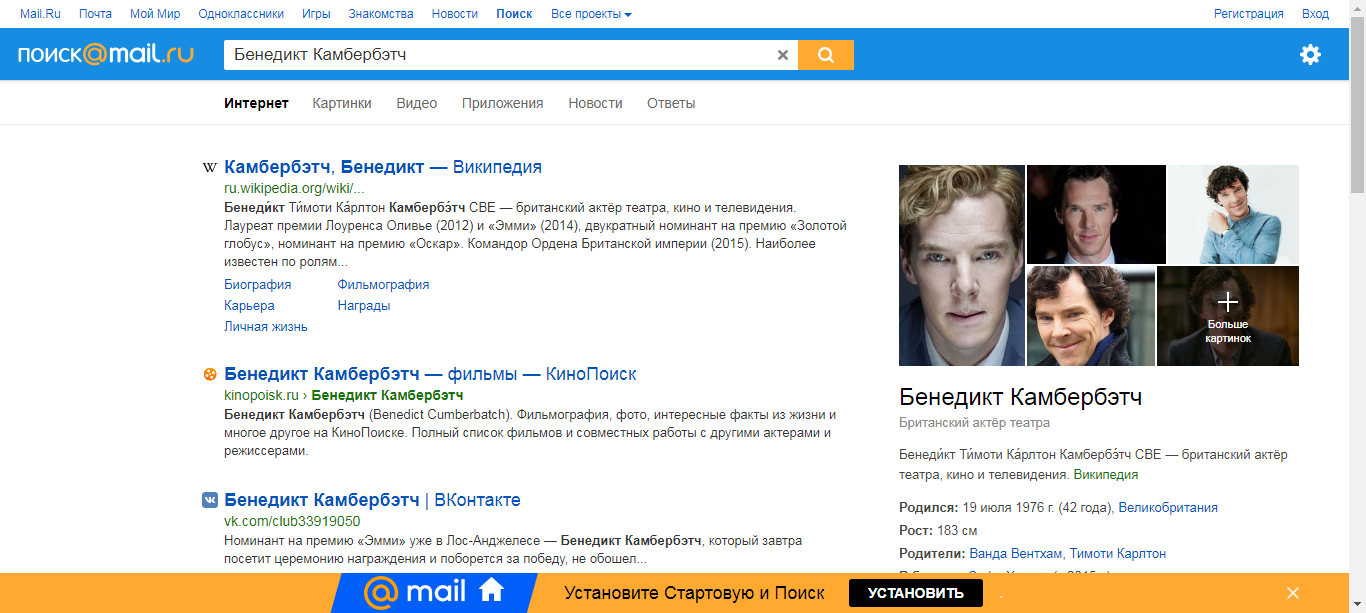 Mail.Ru Почта Мой Мир Одноклассники Игры Знакомства Новости Поиск Все проекты Регистрация Вход
поиск@mail.ru Бенедикт Камбербэтч
Интернет Картинки Видео Приложения Новости Ответы
W Камбербэтч, Бенедикт — Википедия
ru.wikipedia.org/wiki/...
Бенеди́кт Ти́моти Ка́рлтон Камбербэ́тч CBE — британский актёр театра, кино и телевидения.
Лауреат премии Лоуренса Оливье (2012) и «Эмми» (2014), двукратный номинант на премию «Золотой
глобус», номинант на премию «Оскар». Командор Ордена Британской империи (2015). Наиболее
известен по ролям...
Биография Фильмография
Карьера Награды
Личная жизнь
Бенедикт Камбербэтч — фильмы — КиноПоиск
kinopoisk.ru › Бенедикт Камбербэтч
Бенедикт Камбербэтч (Benedict Cumberbatch). Фильмография, фото, интересные факты из жизни и
многое другое на КиноПоиске. Полный список фильмов и совместных работы с другими актерами и
режиссерами.
Бенедикт Камбербэтч | ВКонтакте
vk.com/club33919050
Номинант на премию «Эмми» уже в Лос-Анджелесе — Бенедикт Камбербэтч, который завтра
посетит церемонию награждения и поборется за победу, не обошел...
Больше
картинок
Бенедикт Камбербэтч
Британский актёр театра
Бенеди́кт Ти́моти Ка́рлтон Камбербэ́тч CBE — британский актёр
театра, кино и телевидения. Википедия
Родился: 19 июля 1976 г. (42 года), Великобритания
Рост: 183 см
Родители: Ванда Вентхам, Тимоти Карлтон
@mail Установите Стартовую и Поиск УСТАНОВИТЬ